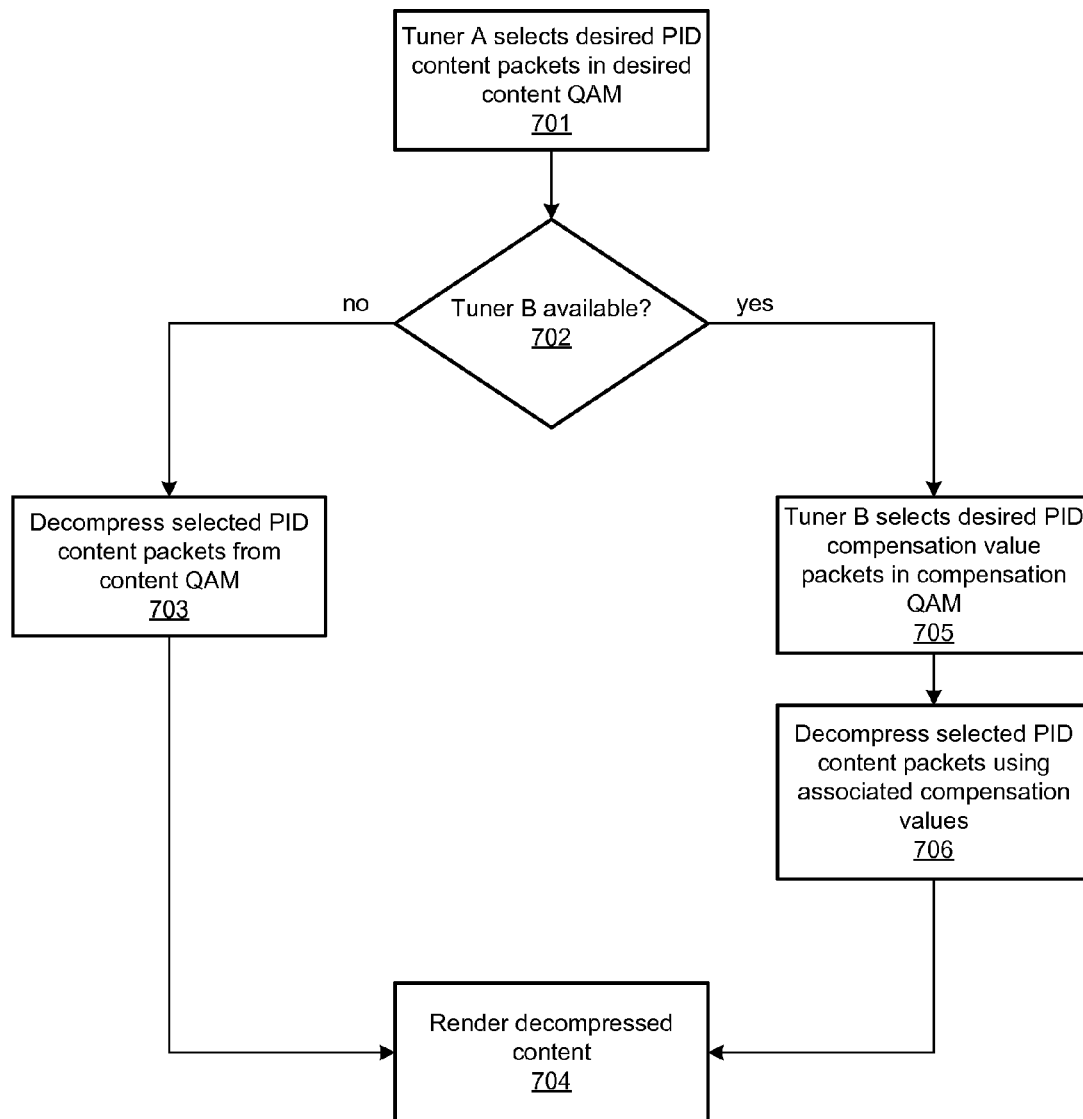 Tuner A selects desired PID
content packets in desired
content QAM
701
no
Tuner B available?
702
yes
Decompress selected PID
content packets from
content QAM
703
Tuner B selects desired PID
compensation value
packets in compensation
QAM
705
Decompress selected PID
content packets using
associated compensation
values
706
Render decompressed
content
704